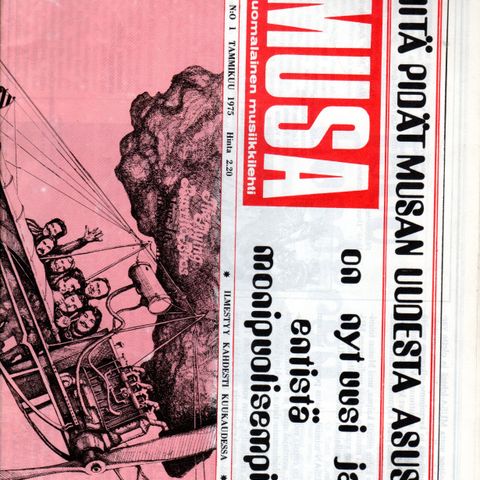 MITÄ PIDÄT MUSAN UUDESTA ASUS
MUSA
uomalainen musiikkilehti
on nyt uusi ja
entistä
monipuolisempi
N:O 1 TAMMIKUU 1975 Hinta 2.20 * ILMESTYY KAHDESTI KUUKAUDESSA *